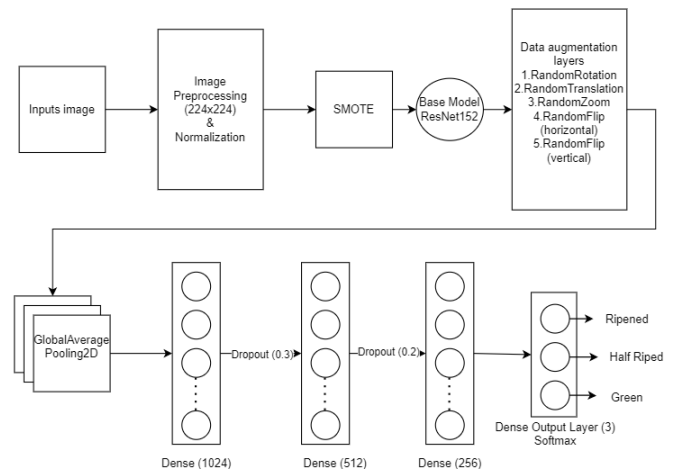 Inputs image
Image
Preprocessing
(224x224)
&
Normalization
SMOTE
Base Model
ResNet152
Data augmentation
layers
1.RandomRotation
2.RandomTranslation
3.RandomZoom
4.RandomFlip
(horizontal)
5.RandomFlip
(vertical)
GlobalAverage
Pooling2D
Dropout (0.3)
Dropout (0.2)
Ripened
Half Riped
Green
Dense (1024)
Dense (512)
Dense (256)
Dense Output Layer (3)
Softmax